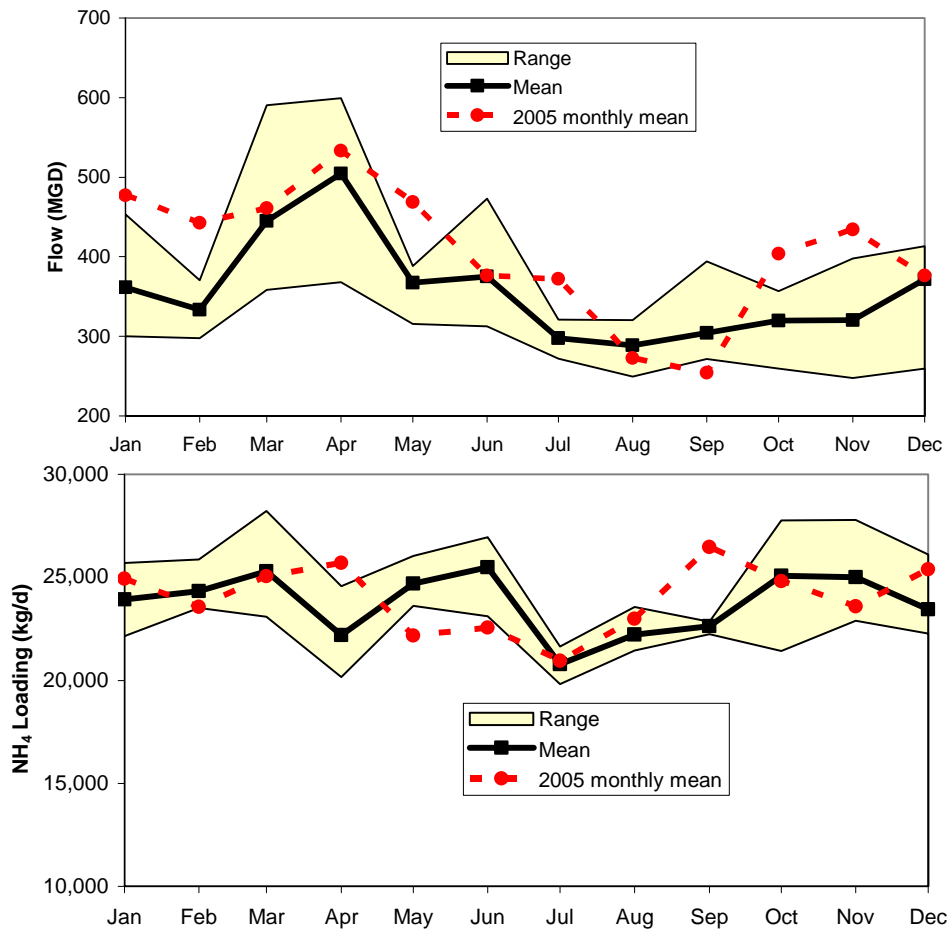 700
600
500
400
300
200
Flow (MGD)
Range
Mean
2005 monthly mean
Jan Feb Mar Apr May Jun Jul Aug Sep Oct Nov Dec
30,000
25,000
20,000
15,000
10,000
NH₄ Loading (kg/d)
Range
Mean
2005 monthly mean
Jan Feb Mar Apr May Jun Jul Aug Sep Oct Nov Dec